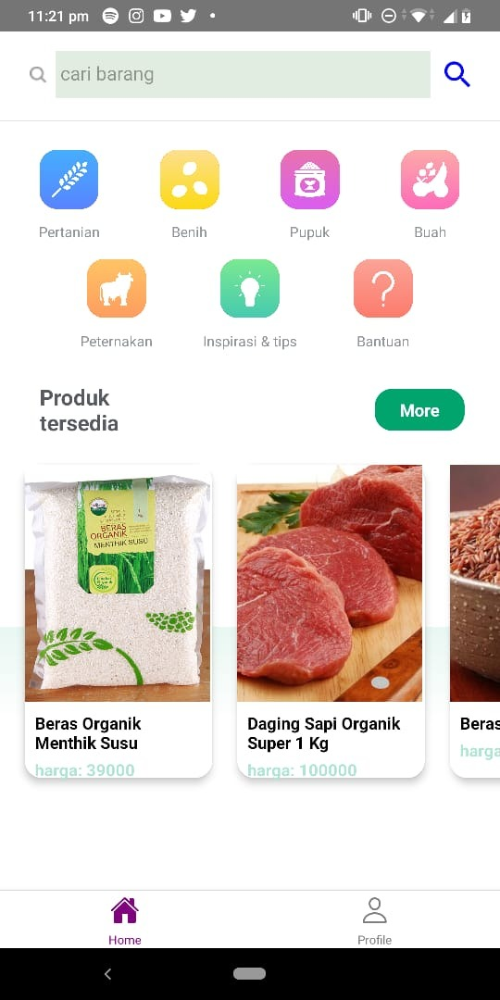 11:21 pm
cari barang
Pertanian
Benih
Pupuk
Buah
Peternakan
Inspirasi & tips
Bantuan
Produk
tersedia
More
BERAS
ORGANIK
MENTHIK SUSU
Beras Organik
Menthik Susu
harga: 39000
Daging Sapi Organik
Super 1 Kg
harga: 100000
Beras
harga
Home
Profile